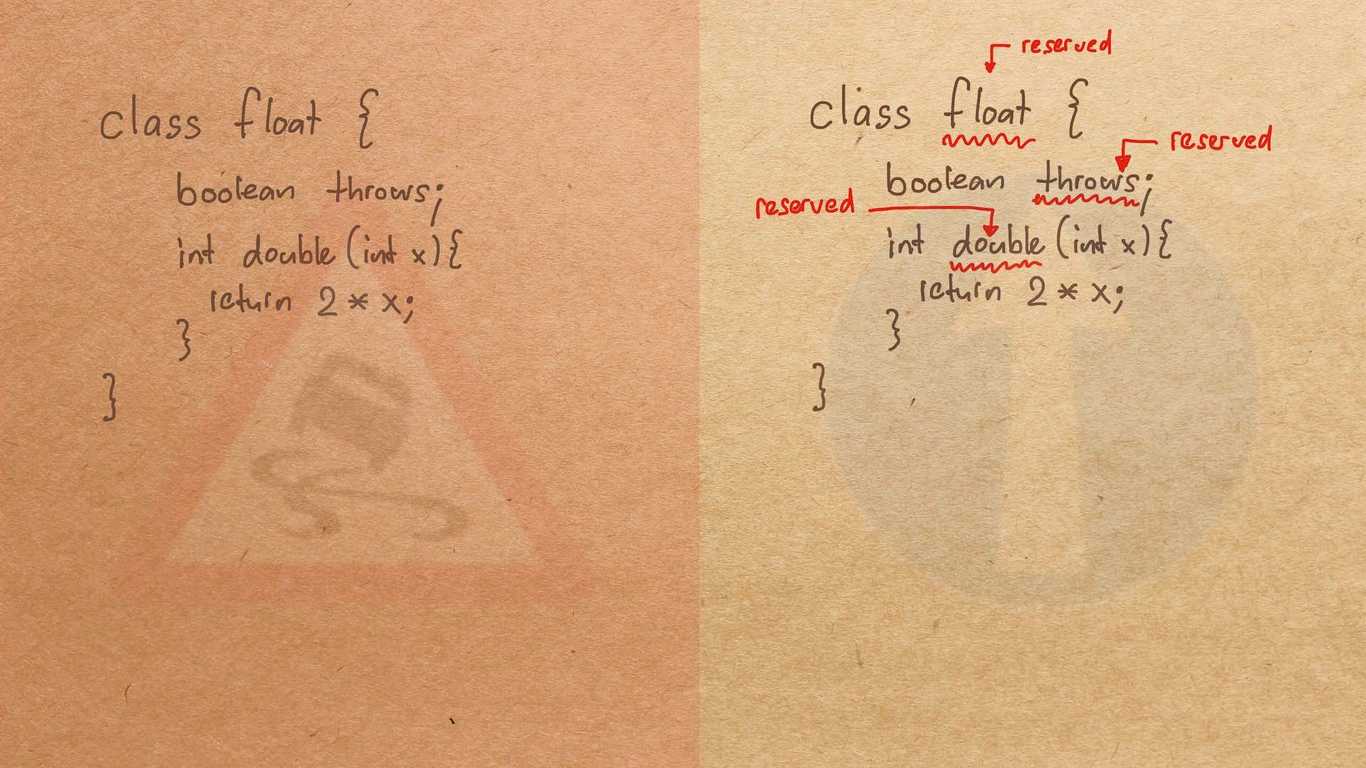 class float {
boolean throws;
int double (int x){
return 2 * x;
}
}
reserved
class float {
reserved
boolean throws;
reserved
int double (int x){
return 2 * x;
}
}